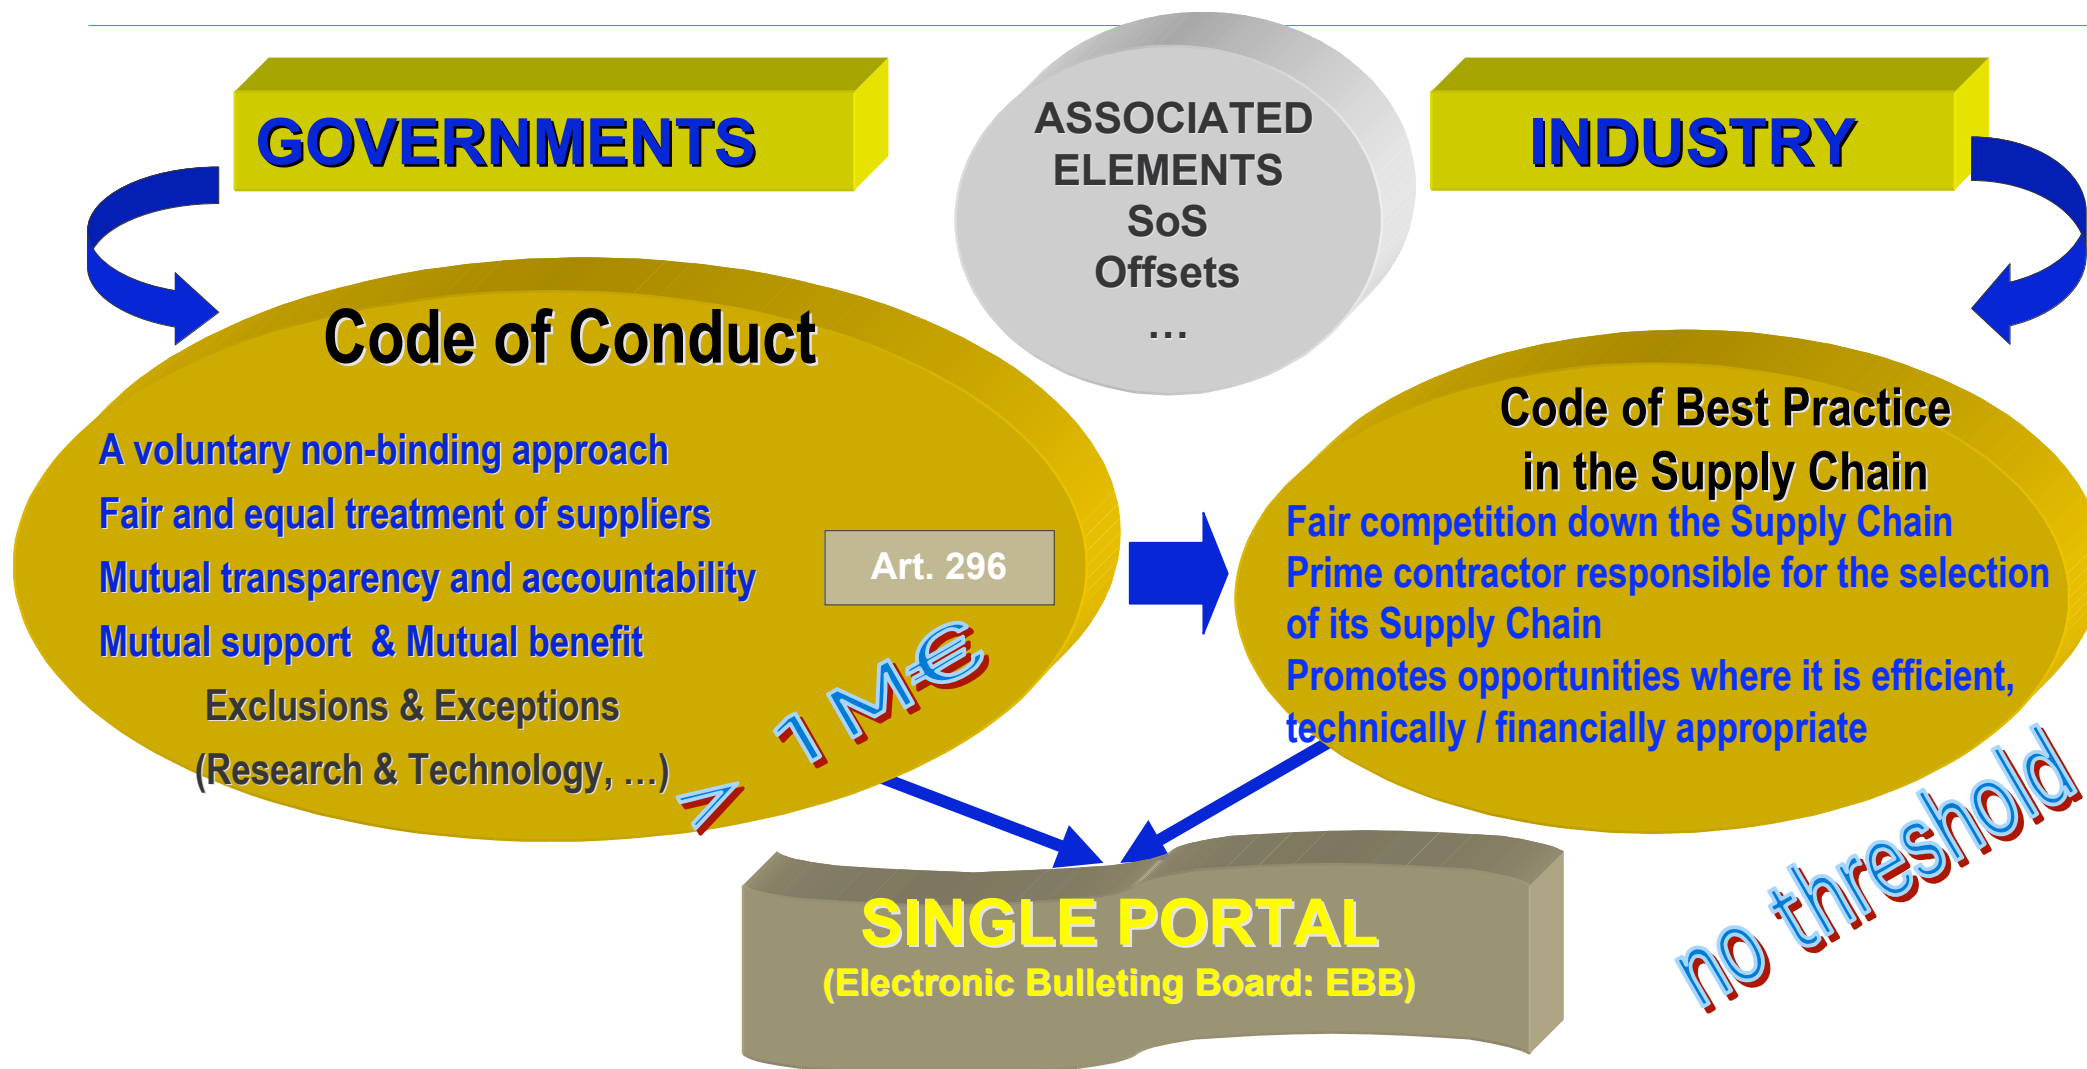 GOVERNMENTS
ASSOCIATED
ELEMENTS
SoS
Offsets
…
INDUSTRY
Code of Conduct
A voluntary non-binding approach
Fair and equal treatment of suppliers
Mutual transparency and accountability
Mutual support & Mutual benefit
Exclusions & Exceptions
(Research & Technology, …)
Art. 296
> 1 M€
Code of Best Practice
in the Supply Chain
Fair competition down the Supply Chain
Prime contractor responsible for the selection
of its Supply Chain
Promotes opportunities where it is efficient,
technically / financially appropriate
no threshold
SINGLE PORTAL
(Electronic Bulleting Board: EBB)